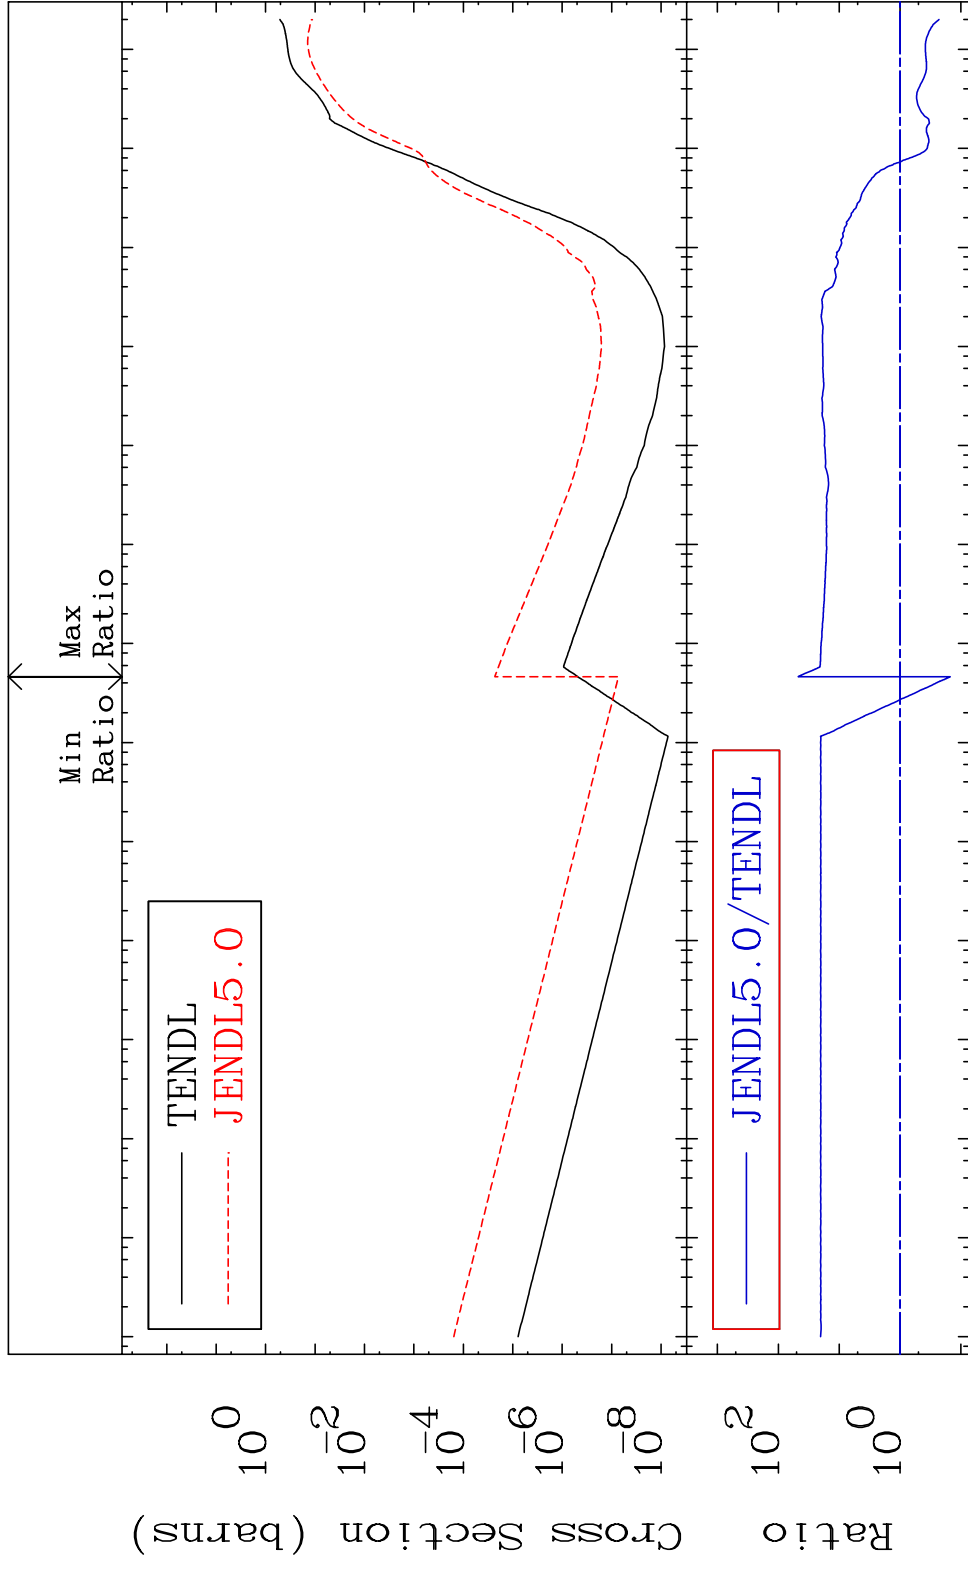 Min
Ratio
Max
Ratio
TENDL
JENDL5.0
10^0
10^-2
10^-4
10^-6
10^-8
Cross Section (barns)
JENDL5.0/TENDL
10^2
10^0
Ratio